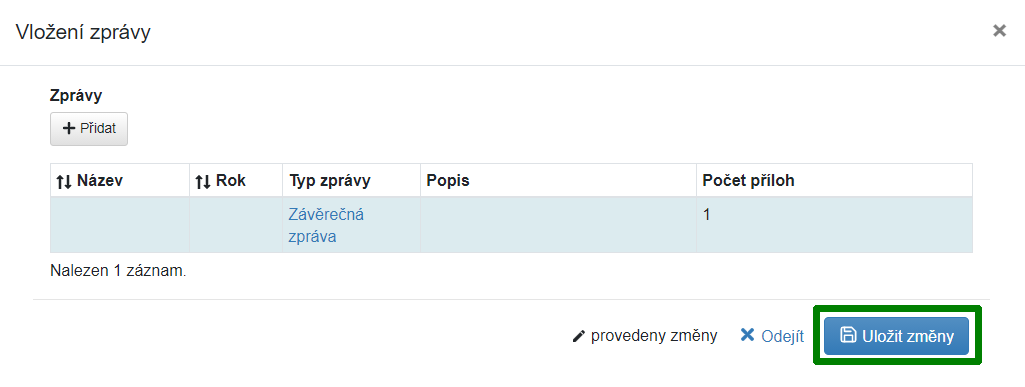 Vložení zprávy
Zprávy
Přidat
Název Rok Typ zprávy Popis Počet příloh
Závěrečná 1
zpráva
Nalezen 1 záznam.
provedeny změny Odejít Uložit změny